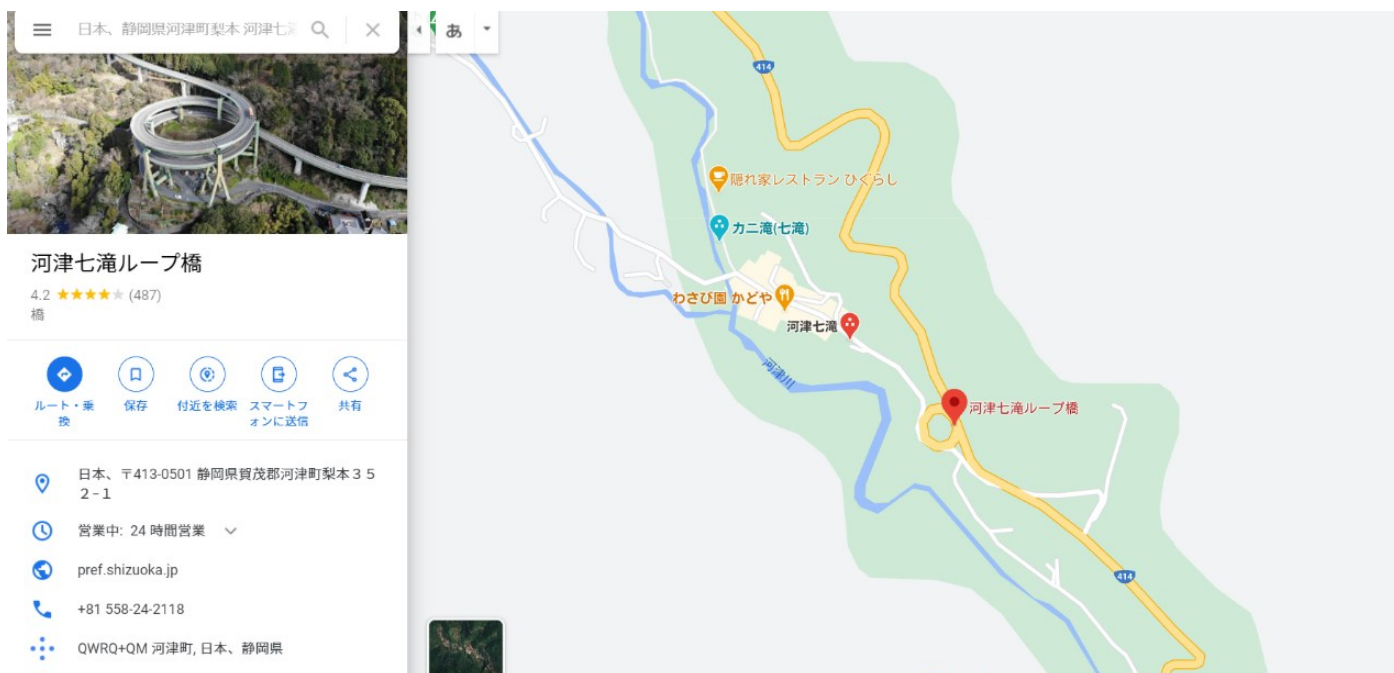 日本、静岡県河津町梨本 河津七滝
あ
河津七滝ループ橋
4.2 ★★★★★ (487)
橋
ルート・乗
換
保存
付近を検索
スマートフ
ォンに送信
共有
日本、〒413-0501 静岡県賀茂郡河津町梨本３５
２−１
営業中: 24 時間営業
pref.shizuoka.jp
+81 558-24-2118
QWRQ+QM 河津町, 日本、静岡県
414
隠れ家レストラン ひぐらし
カニ滝(七滝)
わさび園 かどや
河津七滝
河津川
河津七滝ループ橋
414